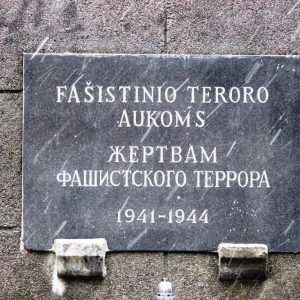 FAŠISTINIO TERORO
AUKOMS
ЖЕРТВАМ
ФАШИСТСКОГО ТЕРРОРА
1941-1944